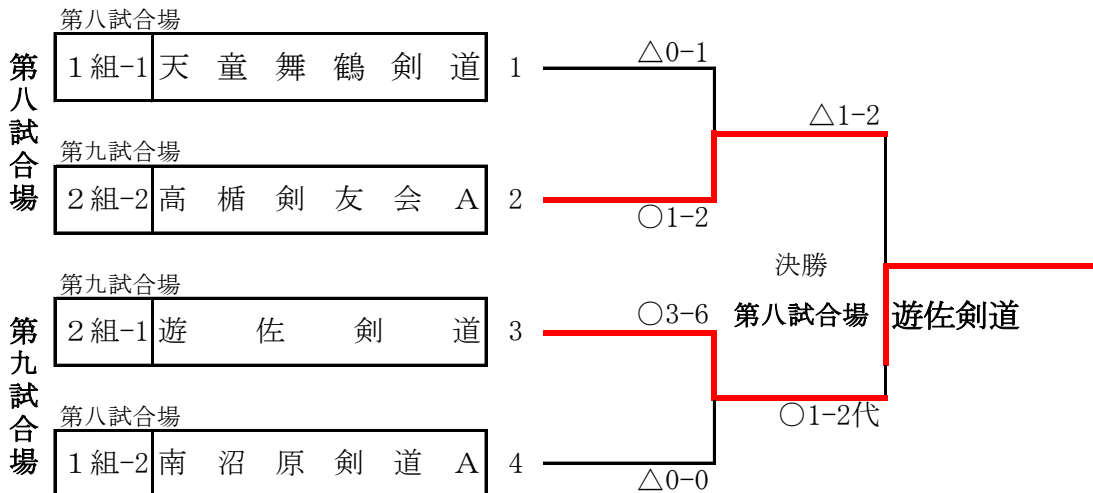 第八試合場
第八試合場
1組-1 天童舞鶴剣道 1
△0-1
第九試合場
2組-2 高楯剣友会A 2
○1-2
△1-2
第九試合場
第九試合場
2組-1 遊佐剣道 3
○3-6
決勝
第八試合場
遊佐剣道
○1-2代
第八試合場
1組-2 南沼原剣道A 4
△0-0